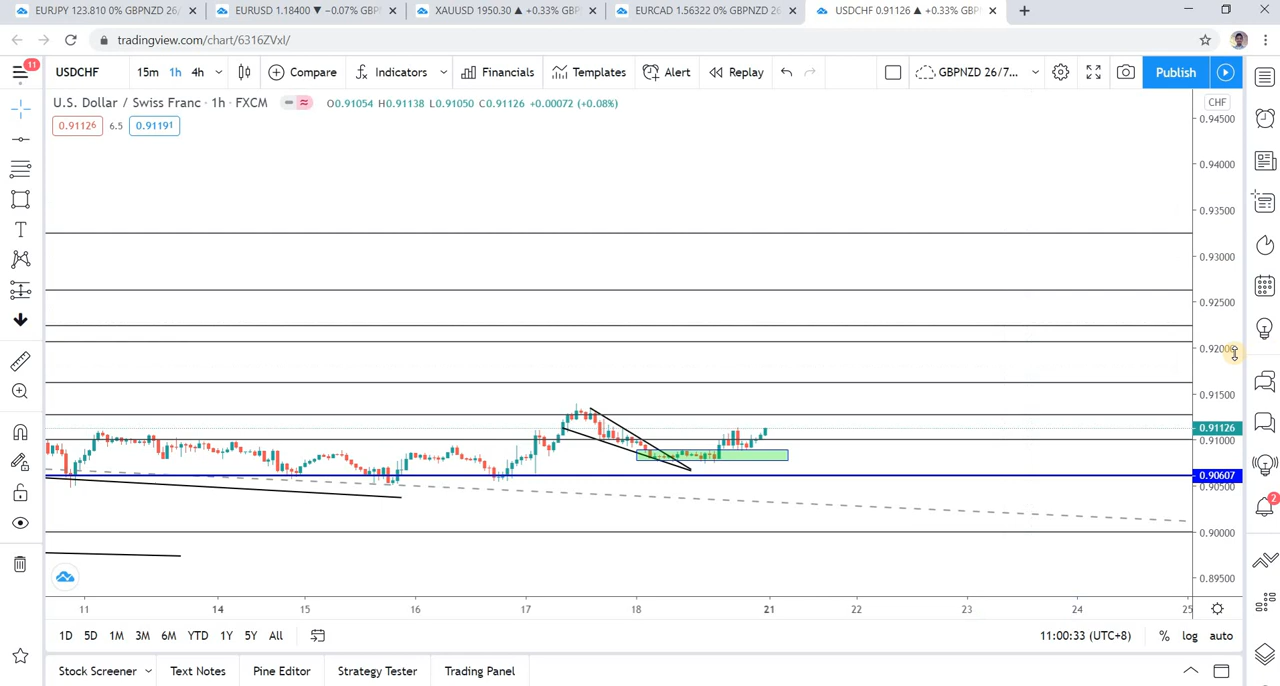 EURJPY 123.810 0% GBPNZD 26/
EURUSD 1.18400 ▼ −0.07% GBP
XAUUSD 1950.30 ▲ +0.33% GBP
EURCAD 1.56322 0% GBPNZD 26
USDCHF 0.91126 ▲ +0.33% GBP
tradingview.com/chart/6316ZVxI/
11
USDCHF
15m 1h 4h
Compare
Indicators
Financials
Templates
Alert
Replay
GBPNZD 26/7...
Publish
U.S. Dollar / Swiss Franc · 1h · FXCM
O0.91054 H0.91138 L0.91050 C0.91126 +0.00072 (+0.08%)
CHF
0.91126 6.5 0.91191
0.94500
0.94000
0.93500
0.93000
0.92500
0.92000
0.91500
0.91126
0.91000
0.90607
0.90500
0.90000
0.89500
2
T
11 14 15 16 17 18 21 22 23 24 25
1D 5D 1M 3M 6M YTD 1Y 5Y All
11:00:33 (UTC+8) % log auto
Stock Screener Text Notes Pine Editor Strategy Tester Trading Panel